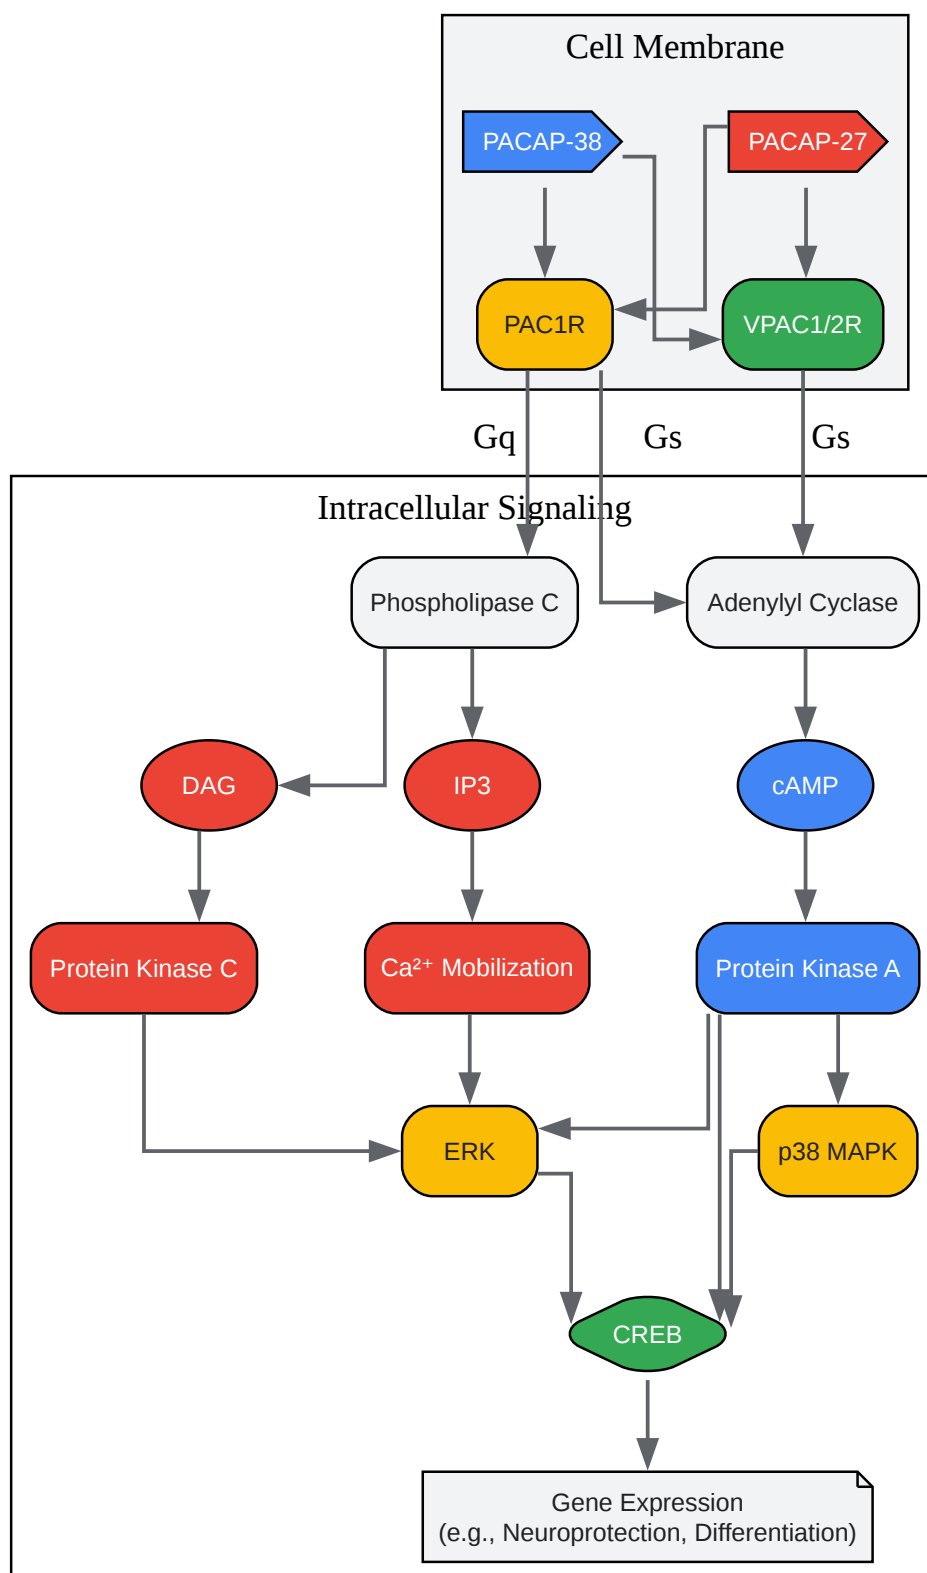 Cell Membrane
PACAP-38
PACAP-27
PAC1R
VPAC1/2R
Gq
Gs
Gs
Intracellular Signaling
Phospholipase C
Adenylyl Cyclase
DAG
IP3
cAMP
Protein Kinase C
Ca²⁺ Mobilization
Protein Kinase A
ERK
p38 MAPK
CREB
Gene Expression
(e.g., Neuroprotection, Differentiation)